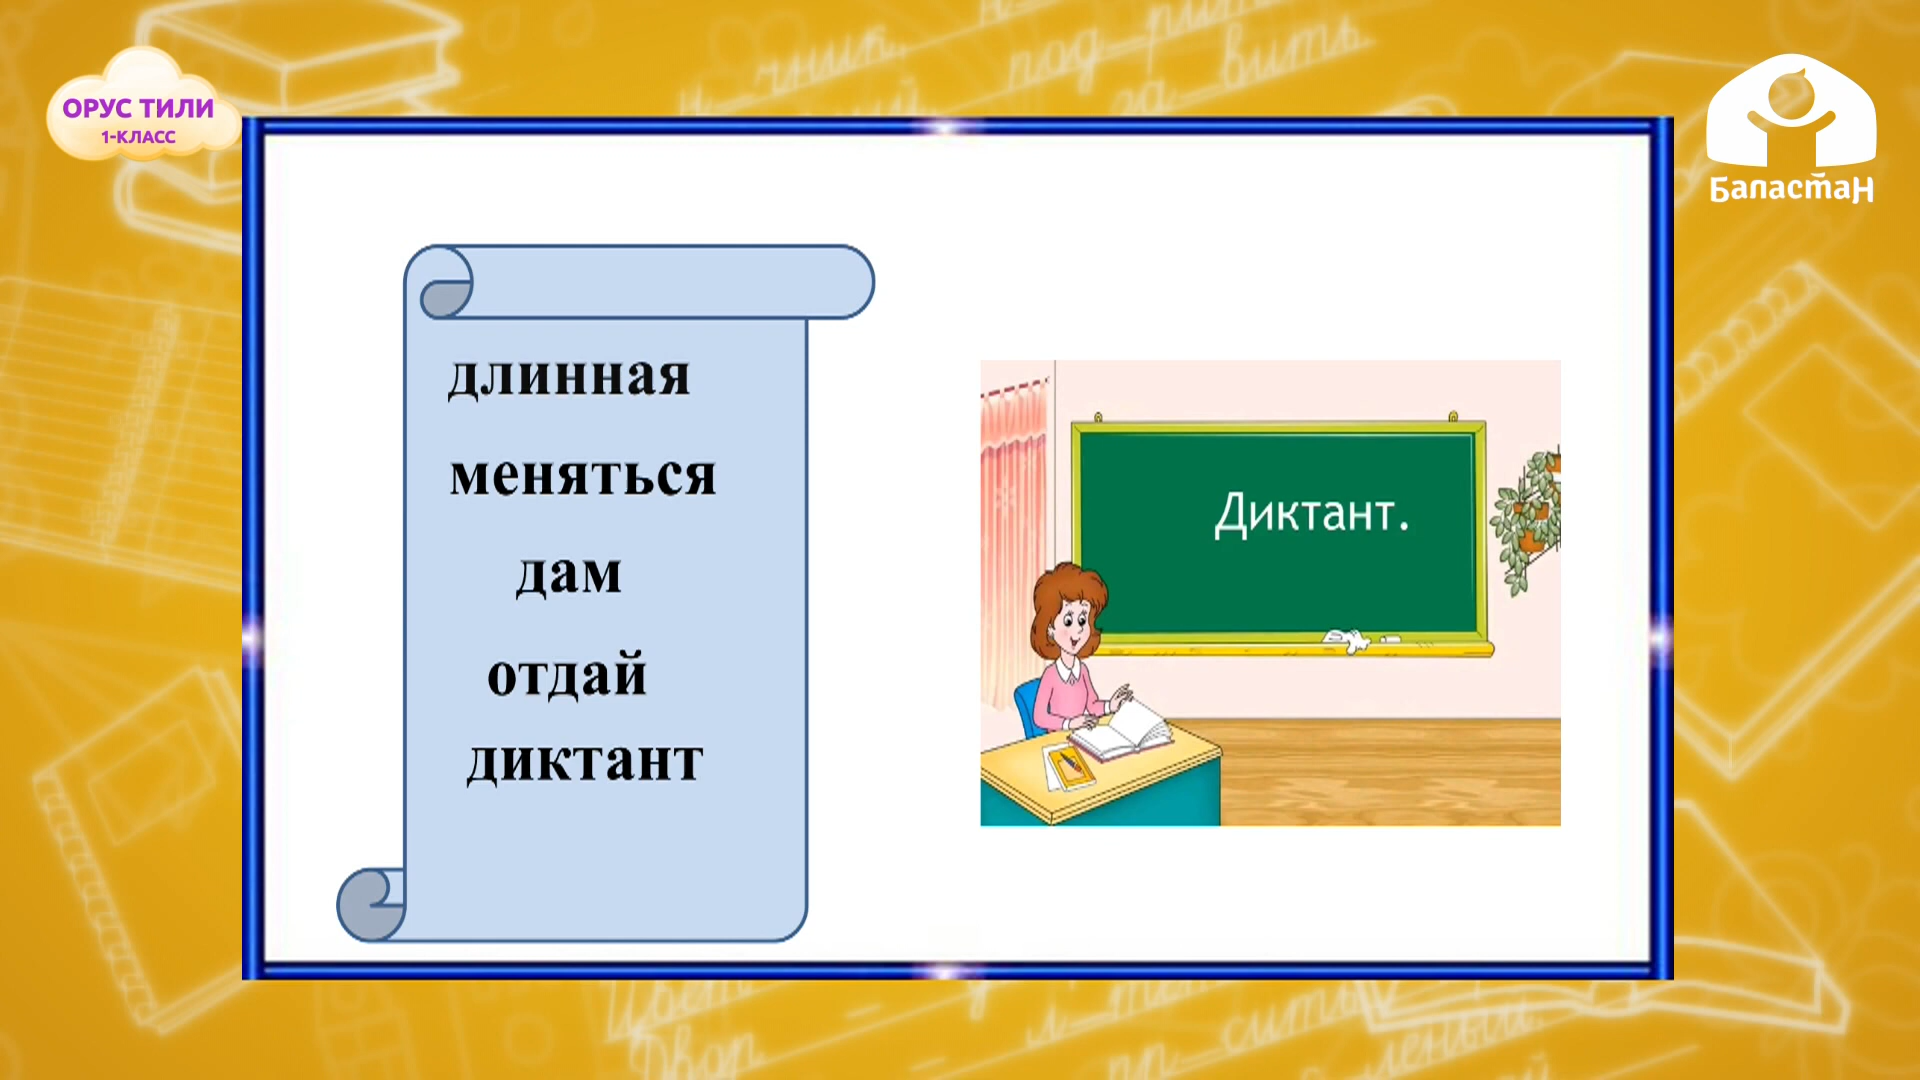 ОРУС ТИЛИ
1-КЛАСС
Баластан
длинная
меняться
дам
отдай
диктант
Диктант.